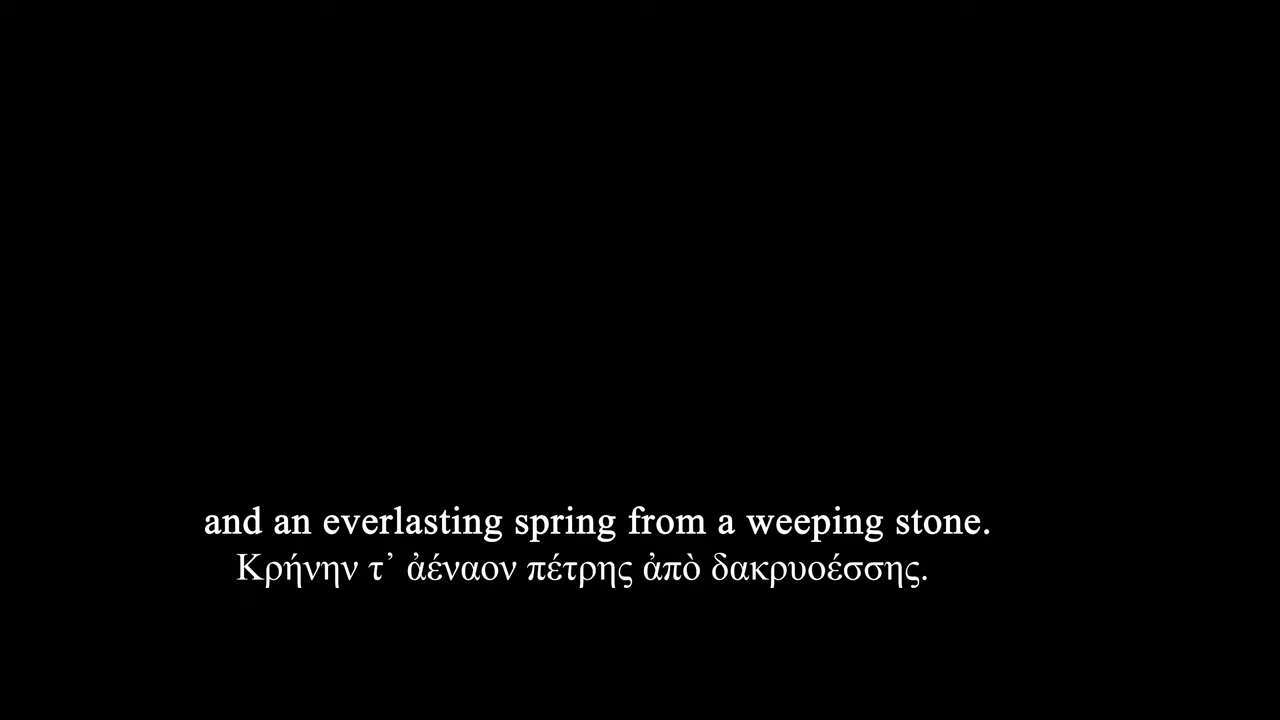 and an everlasting spring from a weeping stone.
Κρήνην τ᾽ ἀέναον πέτρης ἀπὸ δακρυοέσσης.